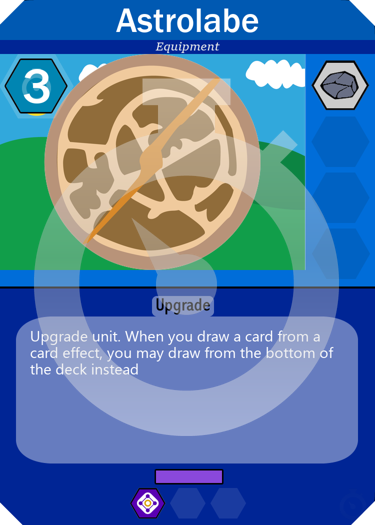 Astrolabe
Equipment
3
Upgrade
Upgrade unit. When you draw a card from a
card effect, you may draw from the bottom of
the deck instead